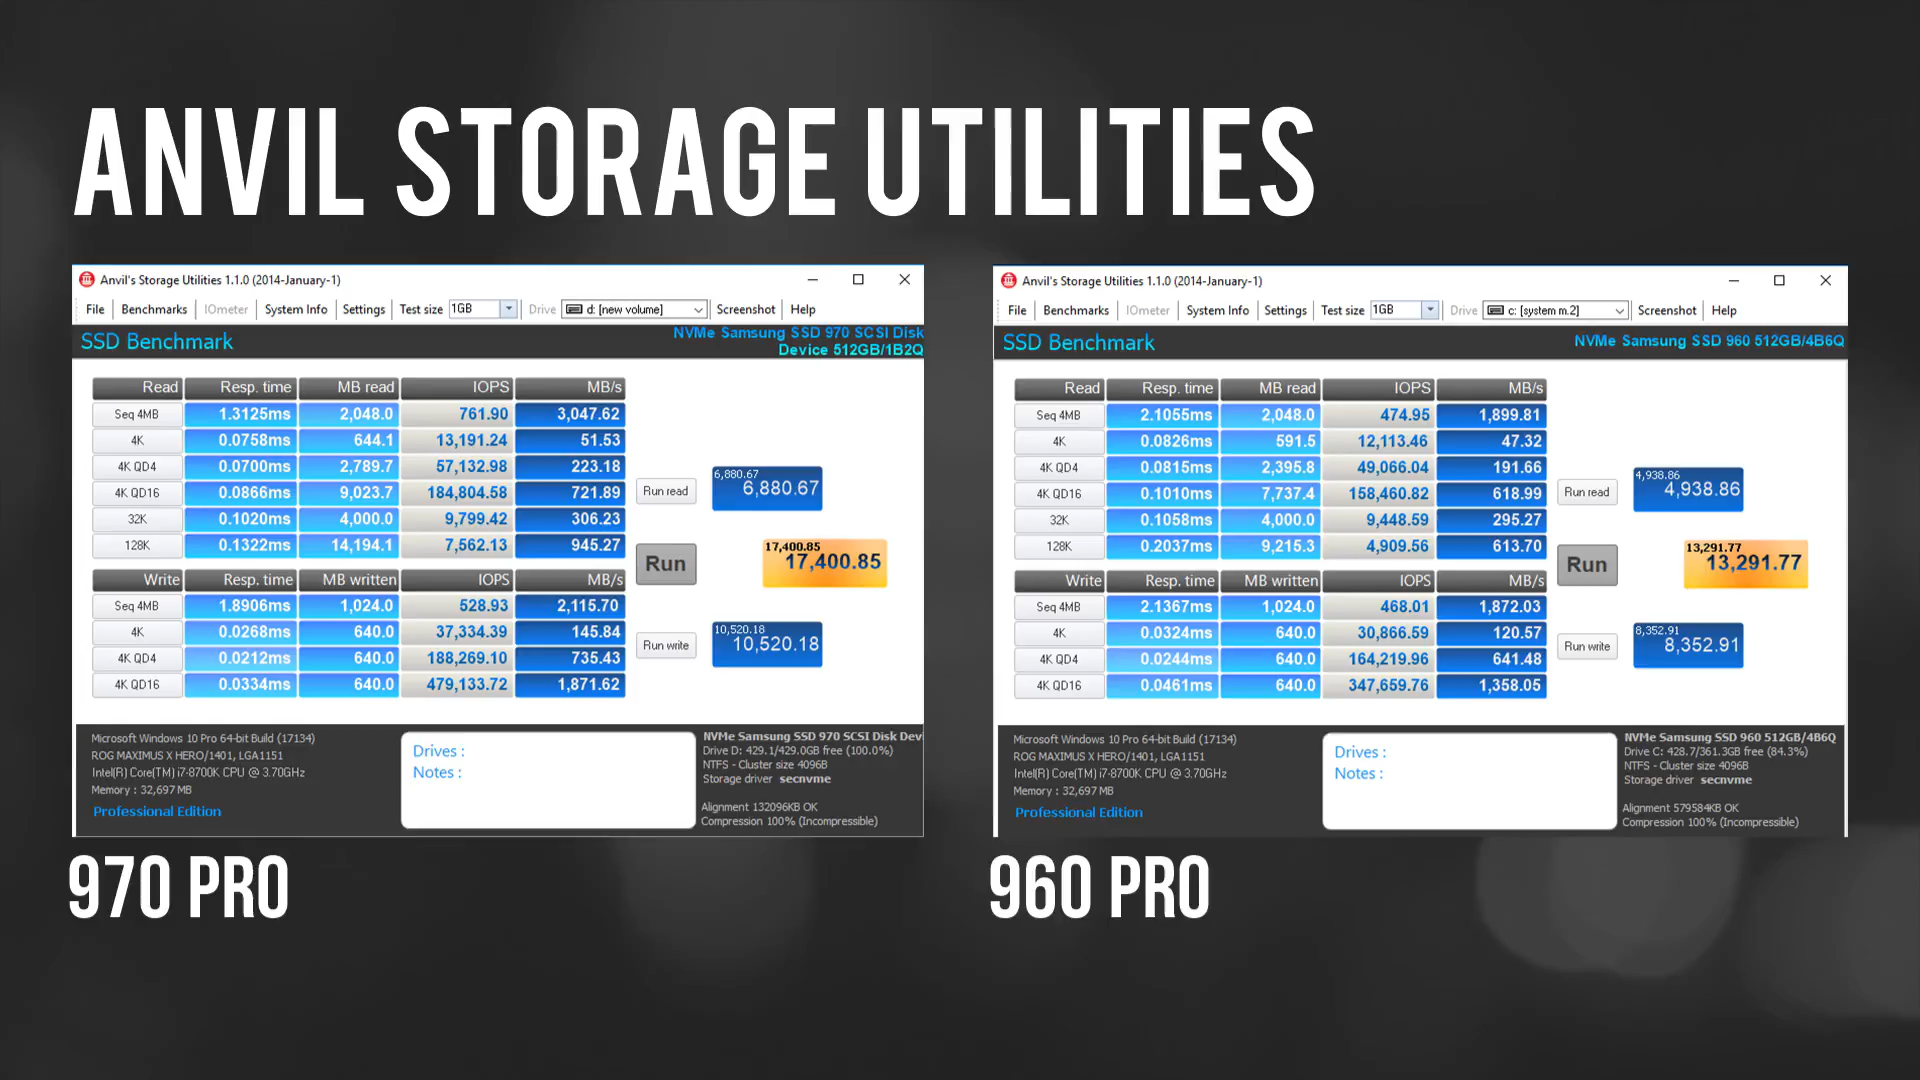 ANVIL STORAGE UTILITIES
Anvil's Storage Utilities 1.1.0 (2014-January-1)
File Benchmarks IOmeter System Info Settings Test size 1GB Drive d: [new volume] Screenshot Help
SSD Benchmark
NVMe Samsung SSD 970 SCSI Disk
Device 512GB/1B2Q
Read Resp. time MB read IOPS MB/s
Seq 4MB 1.3125ms 2,048.0 761.90 3,047.62
4K 0.0758ms 644.1 13,191.24 51.53
4K QD4 0.0700ms 2,789.7 57,132.98 223.18
4K QD16 0.0866ms 9,023.7 184,804.58 721.89
32K 0.1020ms 4,000.0 9,799.42 306.23
128K 0.1322ms 14,194.1 7,562.13 945.27
Run read
6,880.67
6,880.67
Run
17,400.85
17,400.85
Write Resp. time MB written IOPS MB/s
Seq 4MB 1.8906ms 1,024.0 528.93 2,115.70
4K 0.0268ms 640.0 37,334.39 145.84
4K QD4 0.0212ms 640.0 188,269.10 735.43
4K QD16 0.0334ms 640.0 479,133.72 1,871.62
Run write
10,520.18
10,520.18
Microsoft Windows 10 Pro 64-bit Build (17134)
ROG MAXIMUS X HERO/1401, LGA1151
Intel(R) Core(TM) i7-8700K CPU @ 3.70GHz
Memory : 32,697 MB
Professional Edition
Drives :
Notes :
NVMe Samsung SSD 970 SCSI Disk Devi
Drive D: 429.1/429.0GB free (100.0%)
NTFS - Cluster size 4096B
Storage driver secnvme
Alignment 132096KB OK
Compression 100% (Incompressible)
970 PRO
Anvil's Storage Utilities 1.1.0 (2014-January-1)
File Benchmarks IOmeter System Info Settings Test size 1GB Drive c: [system m.2] Screenshot Help
SSD Benchmark
NVMe Samsung SSD 960 512GB/4B6Q
Read Resp. time MB read IOPS MB/s
Seq 4MB 2.1055ms 2,048.0 474.95 1,899.81
4K 0.0826ms 591.5 12,113.46 47.32
4K QD4 0.0815ms 2,395.8 49,066.04 191.66
4K QD16 0.1010ms 7,737.4 158,460.82 618.99
32K 0.1058ms 4,000.0 9,448.59 295.27
128K 0.2037ms 9,215.3 4,909.56 613.70
Run read
4,938.86
4,938.86
Run
13,291.77
13,291.77
Write Resp. time MB written IOPS MB/s
Seq 4MB 2.1367ms 1,024.0 468.01 1,872.03
4K 0.0324ms 640.0 30,866.59 120.57
4K QD4 0.0244ms 640.0 164,219.96 641.48
4K QD16 0.0461ms 640.0 347,659.76 1,358.05
Run write
8,352.91
8,352.91
Microsoft Windows 10 Pro 64-bit Build (17134)
ROG MAXIMUS X HERO/1401, LGA1151
Intel(R) Core(TM) i7-8700K CPU @ 3.70GHz
Memory : 32,697 MB
Professional Edition
Drives :
Notes :
NVMe Samsung SSD 960 512GB/4B6Q
Drive C: 428.7/361.3GB free (84.3%)
NTFS - Cluster size 4096B
Storage driver secnvme
Alignment 579584KB OK
Compression 100% (Incompressible)
960 PRO